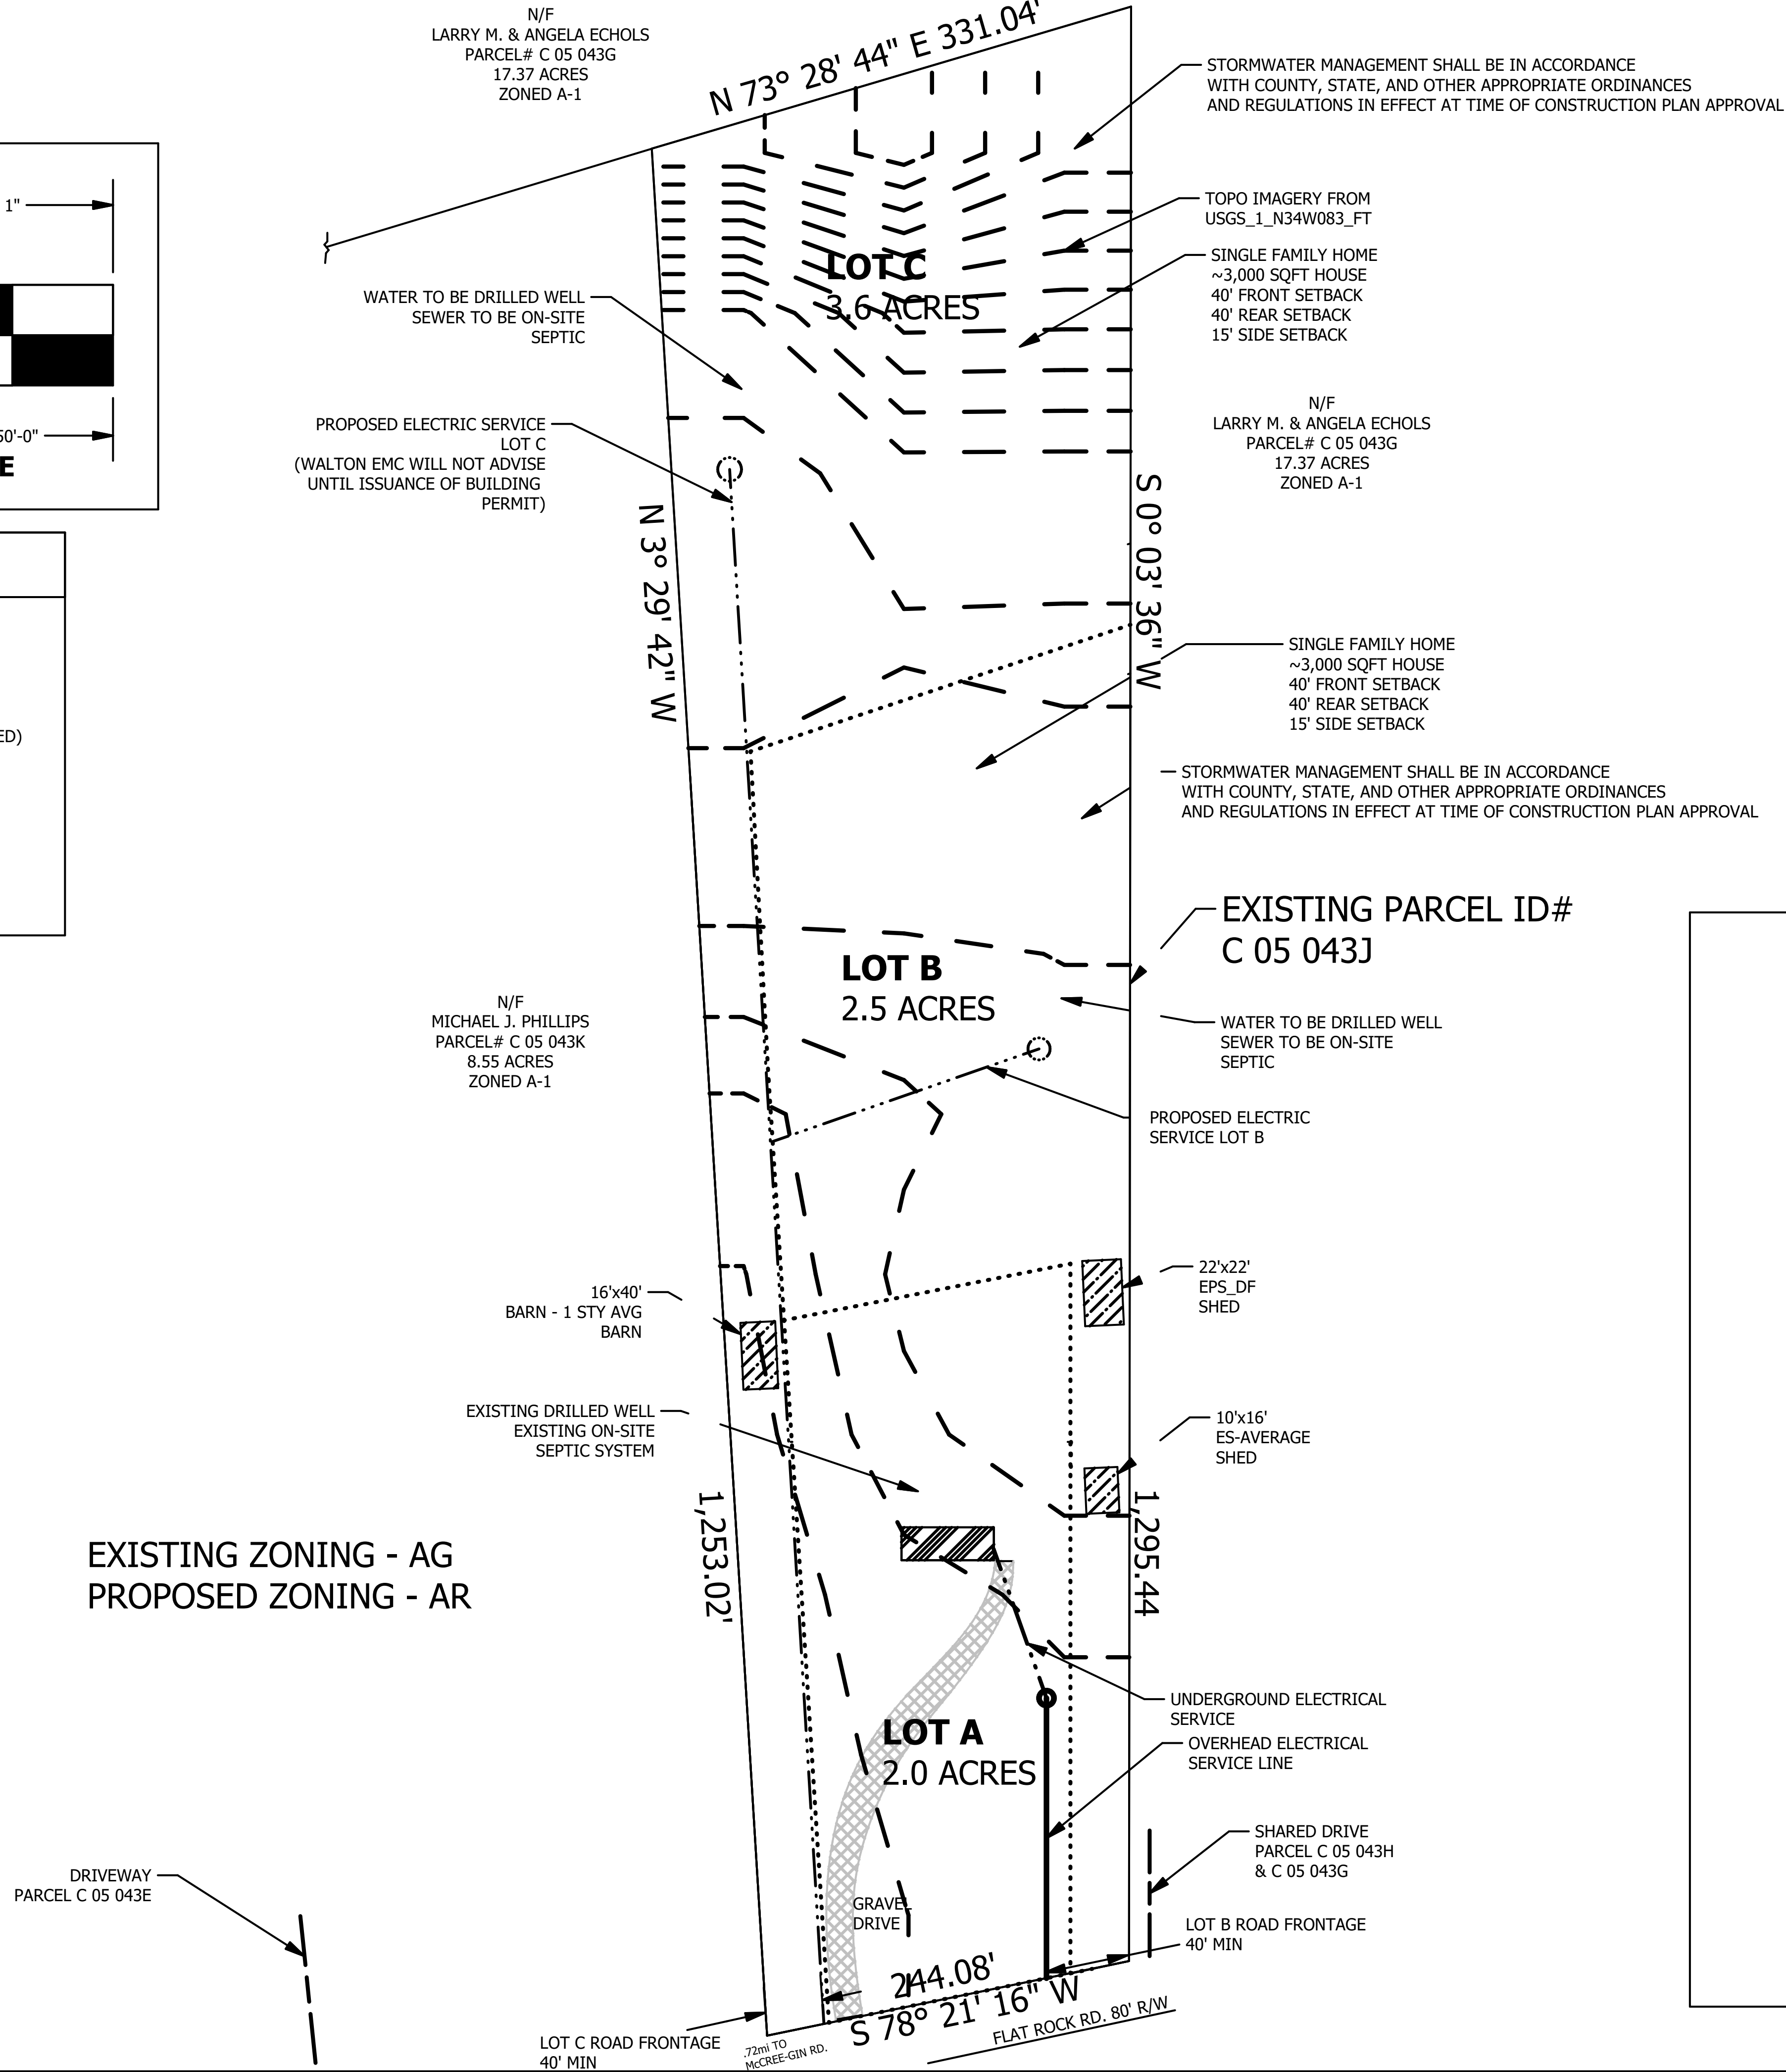 N/F
LARRY M. & ANGELA ECHOLS
PARCEL# C 05 043G
17.37 ACRES
ZONED A-1
N 73° 28' 44" E 331.04'
STORMWATER MANAGEMENT SHALL BE IN ACCORDANCE
WITH COUNTY, STATE, AND OTHER APPROPRIATE ORDINANCES
AND REGULATIONS IN EFFECT AT TIME OF CONSTRUCTION PLAN APPROVAL
1"
TOPO IMAGERY FROM
USGS_1_N34W083_FT
SINGLE FAMILY HOME
~3,000 SQFT HOUSE
40' FRONT SETBACK
40' REAR SETBACK
15' SIDE SETBACK
LOT C
3.6 ACRES
WATER TO BE DRILLED WELL
SEWER TO BE ON-SITE
SEPTIC
PROPOSED ELECTRIC SERVICE
LOT C
(WALTON EMC WILL NOT ADVISE
UNTIL ISSUANCE OF BUILDING
PERMIT)
50'-0"
E
N/F
LARRY M. & ANGELA ECHOLS
PARCEL# C 05 043G
17.37 ACRES
ZONED A-1
N 3° 29' 42" W
S 0° 03' 36" W
SINGLE FAMILY HOME
~3,000 SQFT HOUSE
40' FRONT SETBACK
40' REAR SETBACK
15' SIDE SETBACK
ED)
STORMWATER MANAGEMENT SHALL BE IN ACCORDANCE
WITH COUNTY, STATE, AND OTHER APPROPRIATE ORDINANCES
AND REGULATIONS IN EFFECT AT TIME OF CONSTRUCTION PLAN APPROVAL
EXISTING PARCEL ID#
C 05 043J
LOT B
2.5 ACRES
N/F
MICHAEL J. PHILLIPS
PARCEL# C 05 043K
8.55 ACRES
ZONED A-1
WATER TO BE DRILLED WELL
SEWER TO BE ON-SITE
SEPTIC
PROPOSED ELECTRIC
SERVICE LOT B
22'x22'
EPS_DF
SHED
16'x40'
BARN - 1 STY AVG
BARN
EXISTING DRILLED WELL
EXISTING ON-SITE
SEPTIC SYSTEM
10'x16'
ES-AVERAGE
SHED
1,253.02'
1,295.44
EXISTING ZONING - AG
PROPOSED ZONING - AR
UNDERGROUND ELECTRICAL
SERVICE
OVERHEAD ELECTRICAL
SERVICE LINE
LOT A
2.0 ACRES
SHARED DRIVE
PARCEL C 05 043H
& C 05 043G
DRIVEWAY
PARCEL C 05 043E
GRAVEL
DRIVE
LOT B ROAD FRONTAGE
40' MIN
244.08'
S 78° 21' 16" W
FLAT ROCK RD. 80' R/W
LOT C ROAD FRONTAGE
40' MIN
.72mi TO
McCREE-GIN RD.